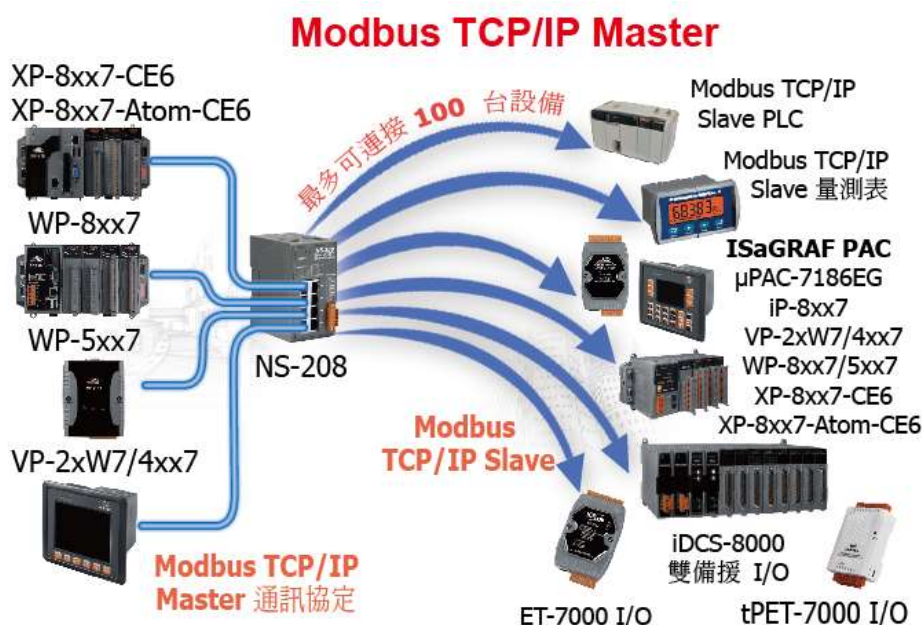 Modbus TCP/IP Master
XP-8xx7-CE6
XP-8xx7-Atom-CE6
WP-8xx7
WP-5xx7
VP-2xW7/4xx7
Modbus TCP/IP
Master 通訊協定
NS-208
最多可連接 100 台設備
Modbus
TCP/IP Slave
Modbus TCP/IP
Slave PLC
Modbus TCP/IP
Slave 量測表
68383
ISaGRAF PAC
μPAC-7186EG
iP-8xx7
VP-2xW7/4xx7
WP-8xx7/5xx7
XP-8xx7-CE6
XP-8xx7-Atom-CE6
iDCS-8000
雙備援 I/O
ET-7000 I/O
tPET-7000 I/O